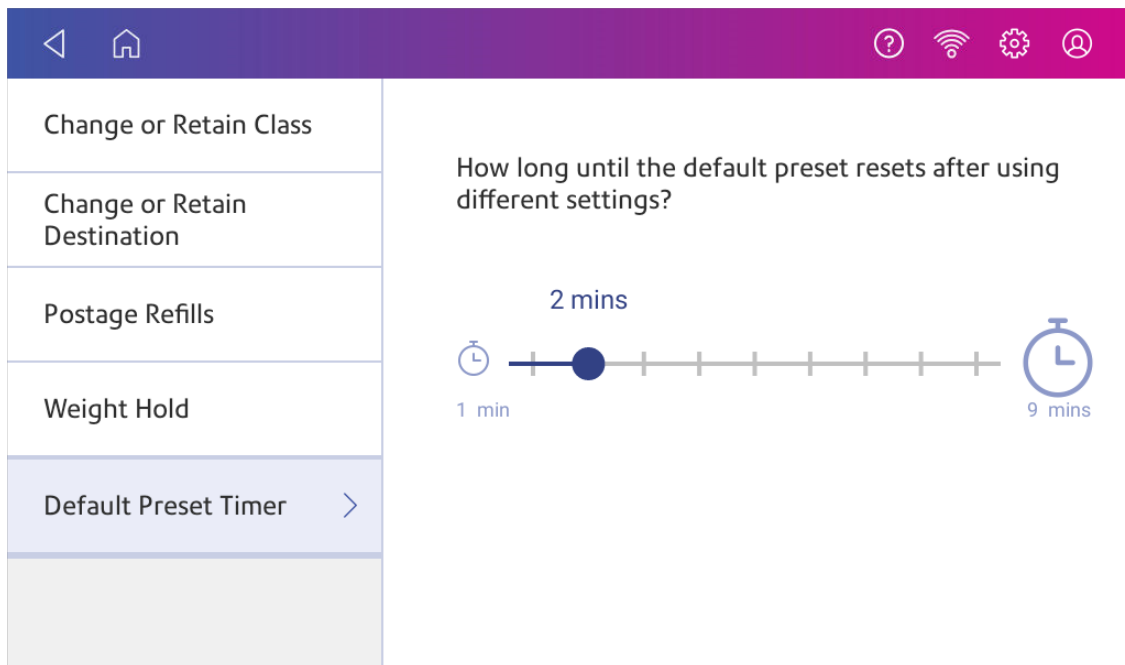 Change or Retain Class
Change or Retain
Destination
Postage Refills
Weight Hold
Default Preset Timer
How long until the default preset resets after using
different settings?
2 mins
1 min
9 mins